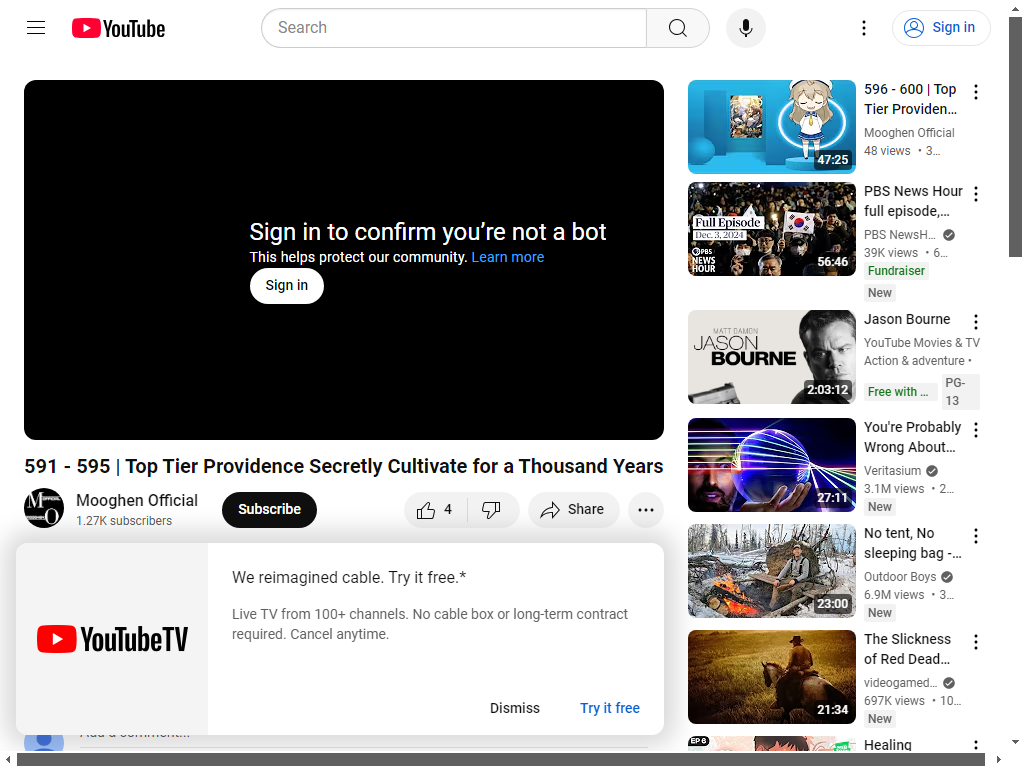 YouTube
Search
Sign in
Sign in to confirm you’re not a bot
This helps protect our community. Learn more
Sign in
591 - 595 | Top Tier Providence Secretly Cultivate for a Thousand Years
Mooghen Official
1.27K subscribers
Subscribe
4
Share
We reimagined cable. Try it free.*
Live TV from 100+ channels. No cable box or long-term contract
required. Cancel anytime.
YouTubeTV
Dismiss
Try it free
Add a comment...
47:25
596 - 600 | Top
Tier Providen...
Mooghen Official
48 views • 3...
Full Episode
Dec. 3, 2024
PBS
NEWS
HOUR
56:46
PBS News Hour
full episode,...
PBS NewsH...
39K views • 6...
Fundraiser
New
MATT DAMON
JASON
BOURNE
2:03:12
Jason Bourne
YouTube Movies & TV
Action & adventure •
Free with ...
PG-
13
27:11
You're Probably
Wrong About...
Veritasium
3.1M views • 2...
New
23:00
No tent, No
sleeping bag -...
Outdoor Boys
6.9M views • 3...
New
21:34
The Slickness
of Red Dead...
videogamed...
697K views • 10...
New
EP 6
Healing